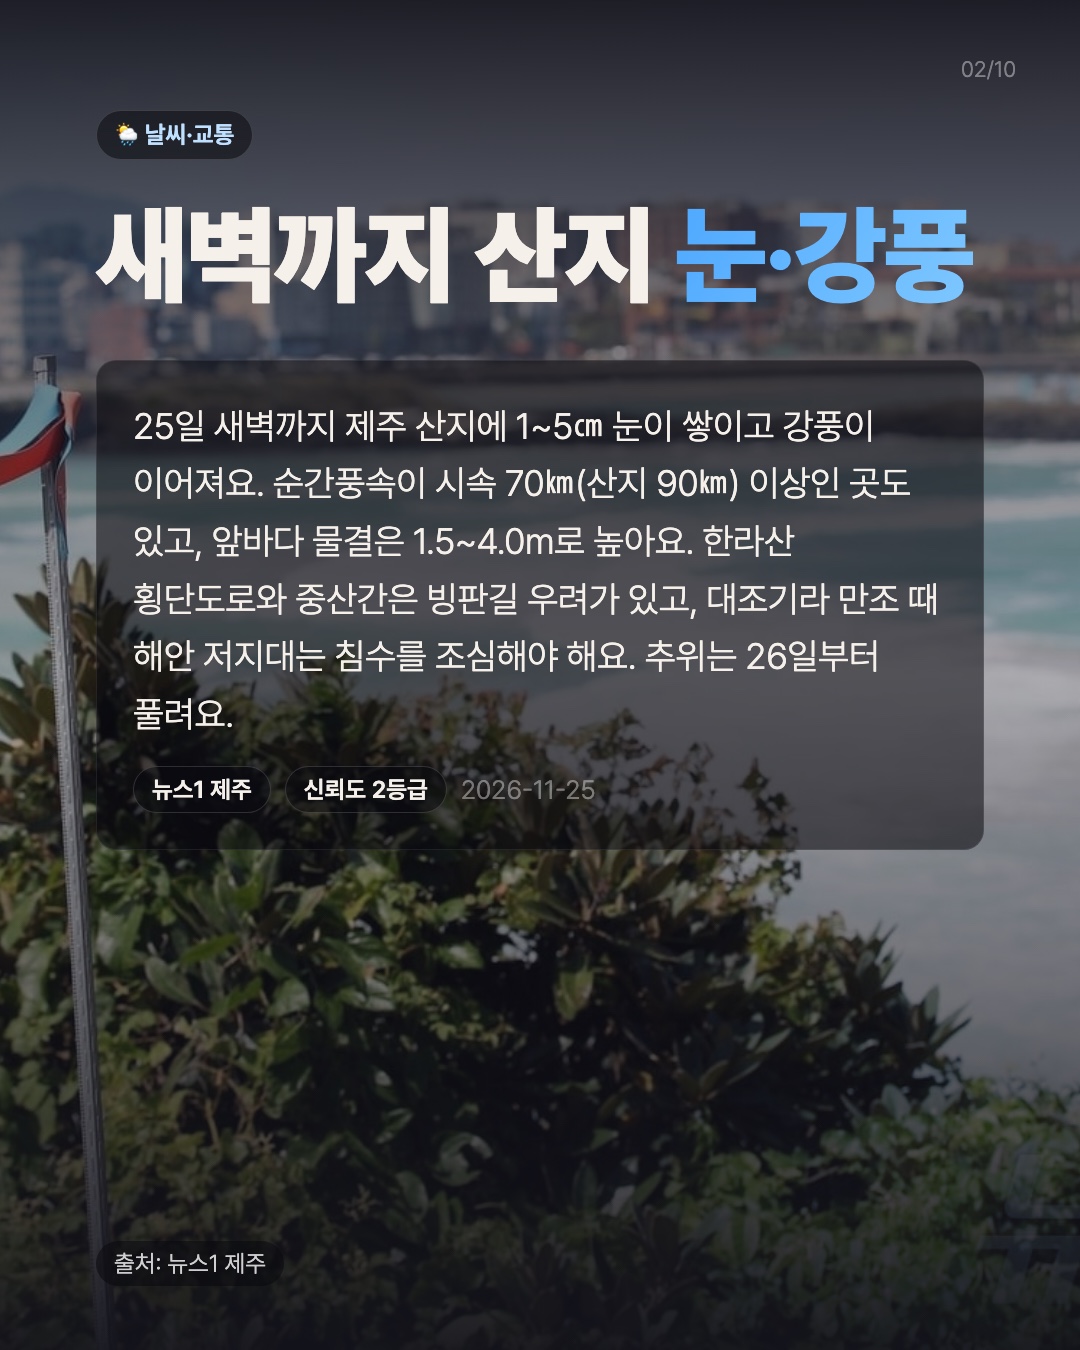 02/10
날씨·교통
새벽까지 산지 눈·강풍
25일 새벽까지 제주 산지에 1~5㎝ 눈이 쌓이고 강풍이
이어져요. 순간풍속이 시속 70㎞(산지 90㎞) 이상인 곳도
있고, 앞바다 물결은 1.5~4.0m로 높아요. 한라산
횡단도로와 중산간은 빙판길 우려가 있고, 대조기라 만조 때
해안 저지대는 침수를 조심해야 해요. 추위는 26일부터
풀려요.
뉴스1 제주 신뢰도 2등급 2026-11-25
출처: 뉴스1 제주